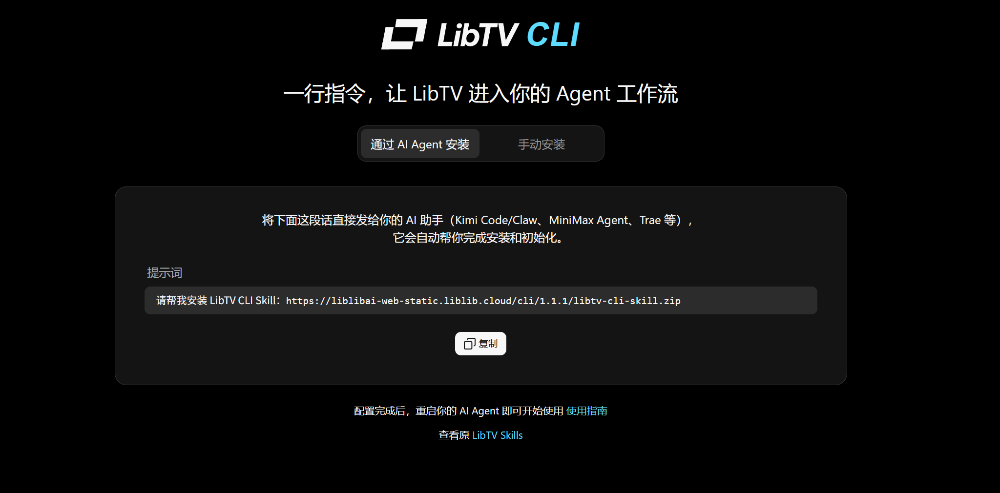 LibTV CLI
一行指令，让 LibTV 进入你的 Agent 工作流
通过 AI Agent 安装
手动安装
将下面这段话直接发给你的 AI 助手（Kimi Code/Claw、MiniMax Agent、Trae 等），
它会自动帮你完成安装和初始化。
提示词
请帮我安装 LibTV CLI Skill：https://liblibai-web-static.liblib.cloud/cli/1.1.1/libtv-cli-skill.zip
复制
配置完成后，重启你的 AI Agent 即可开始使用 使用指南
查看原 LibTV Skills